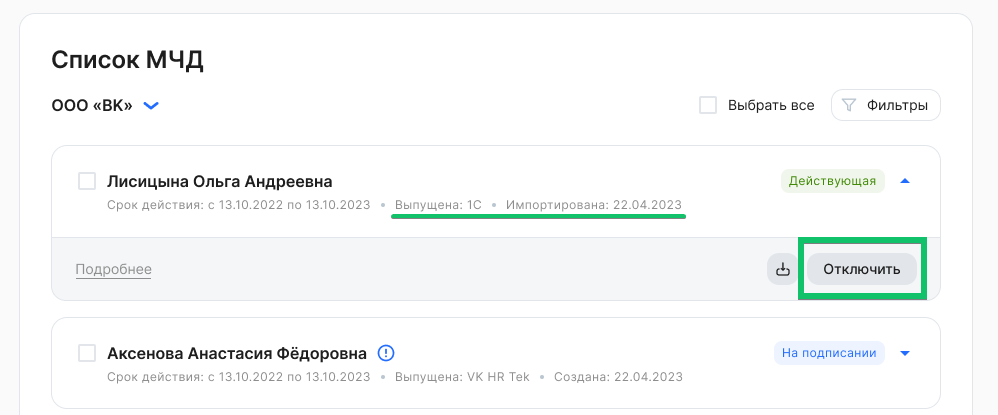 Список МЧД
ООО «ВК»
Выбрать все
Фильтры
Лисицына Ольга Андреевна
Действующая
Срок действия: с 13.10.2022 по 13.10.2023 • Выпущена: 1С • Импортирована: 22.04.2023
Подробнее
Отключить
Аксенова Анастасия Фёдоровна
На подписании
Срок действия: с 13.10.2022 по 13.10.2023 • Выпущена: VK HR Tek • Создана: 22.04.2023